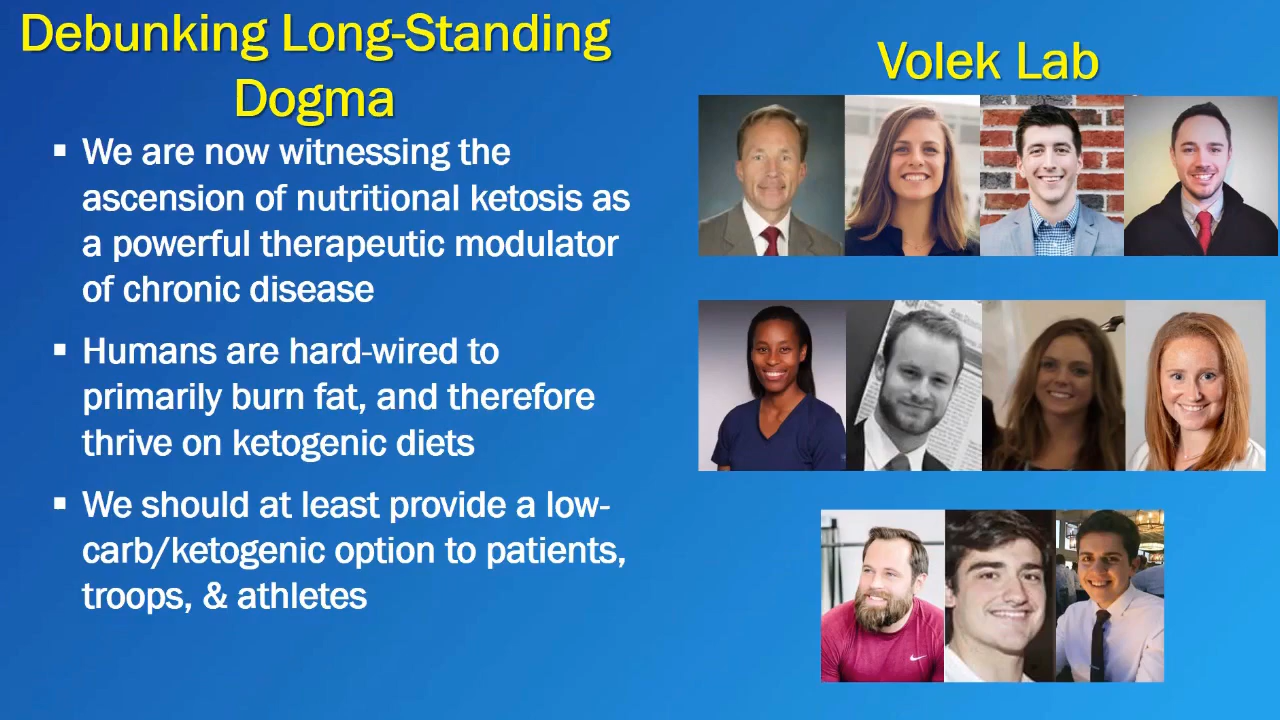 Debunking Long-Standing
Dogma
▪ We are now witnessing the
ascension of nutritional ketosis as
a powerful therapeutic modulator
of chronic disease
▪ Humans are hard-wired to
primarily burn fat, and therefore
thrive on ketogenic diets
▪ We should at least provide a low-
carb/ketogenic option to patients,
troops, & athletes
Volek Lab